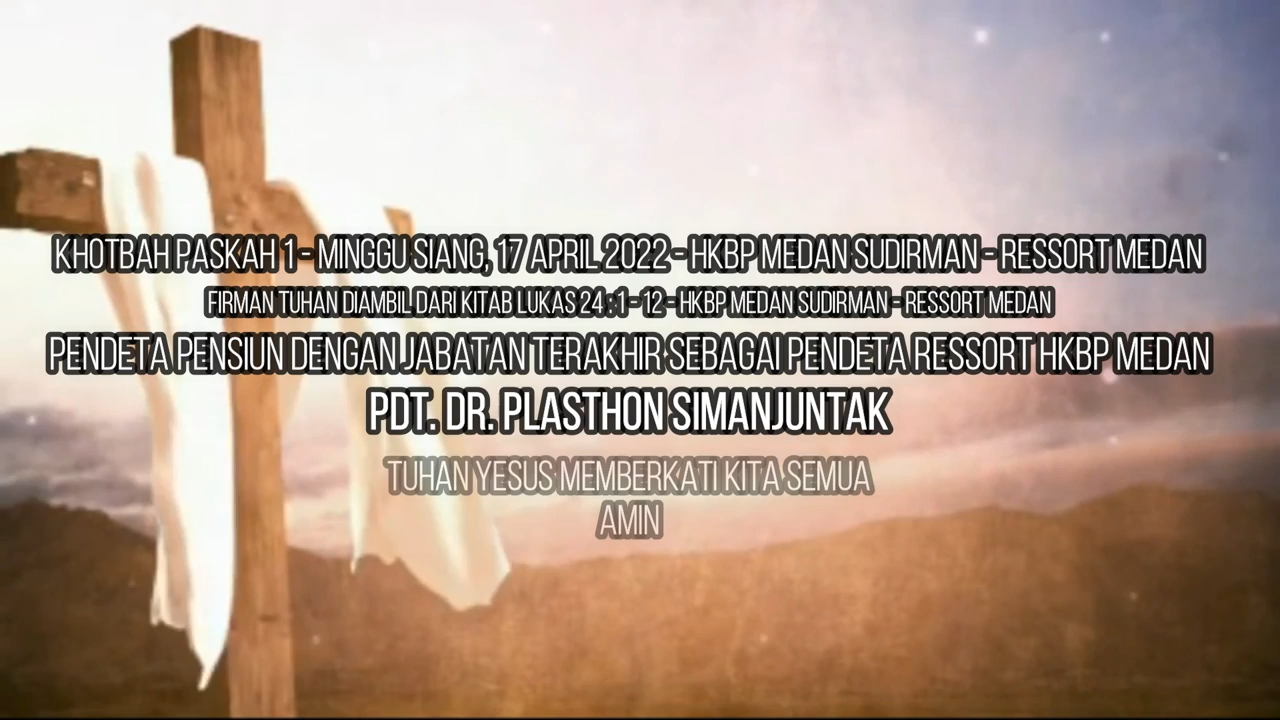 KHOTBAH PASKAH 1 - MINGGU SIANG, 17 APRIL 2022 - HKBP MEDAN SUDIRMAN - RESSORT MEDAN
FIRMAN TUHAN DIAMBIL DARI KITAB LUKAS 24 : 1 - 12 - HKBP MEDAN SUDIRMAN - RESSORT MEDAN
PENDETA PENSIUN DENGAN JABATAN TERAKHIR SEBAGAI PENDETA RESSORT HKBP MEDAN
PDT. DR. PLASTHON SIMANJUNTAK
TUHAN YESUS MEMBERKATI KITA SEMUA
AMIN